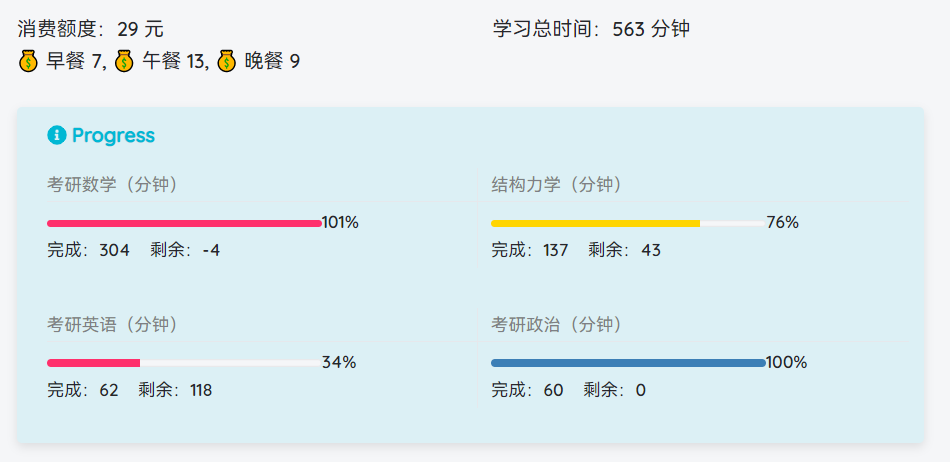 消费额度：29 元
学习总时间：563 分钟
早餐 7, 午餐 13, 晚餐 9
Progress
考研数学（分钟）
101%
完成：304 剩余：-4
结构力学（分钟）
76%
完成：137 剩余：43
考研英语（分钟）
34%
完成：62 剩余：118
考研政治（分钟）
100%
完成：60 剩余：0